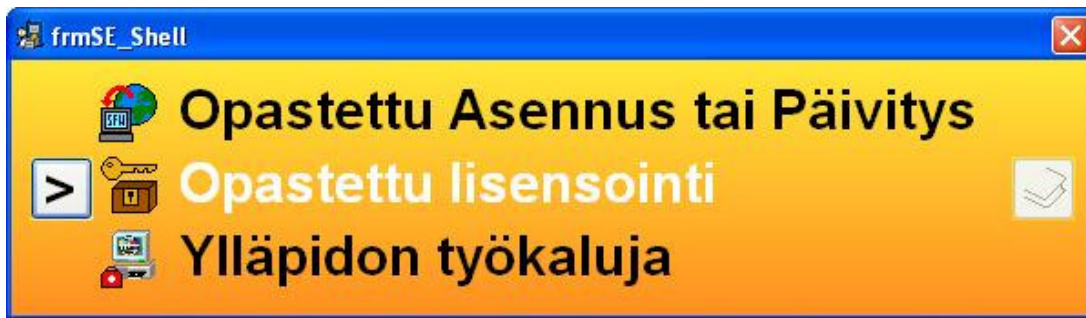 frmSE_Shell
Opastettu Asennus tai Päivitys
> Opastettu lisensointi
Ylläpidon työkaluja